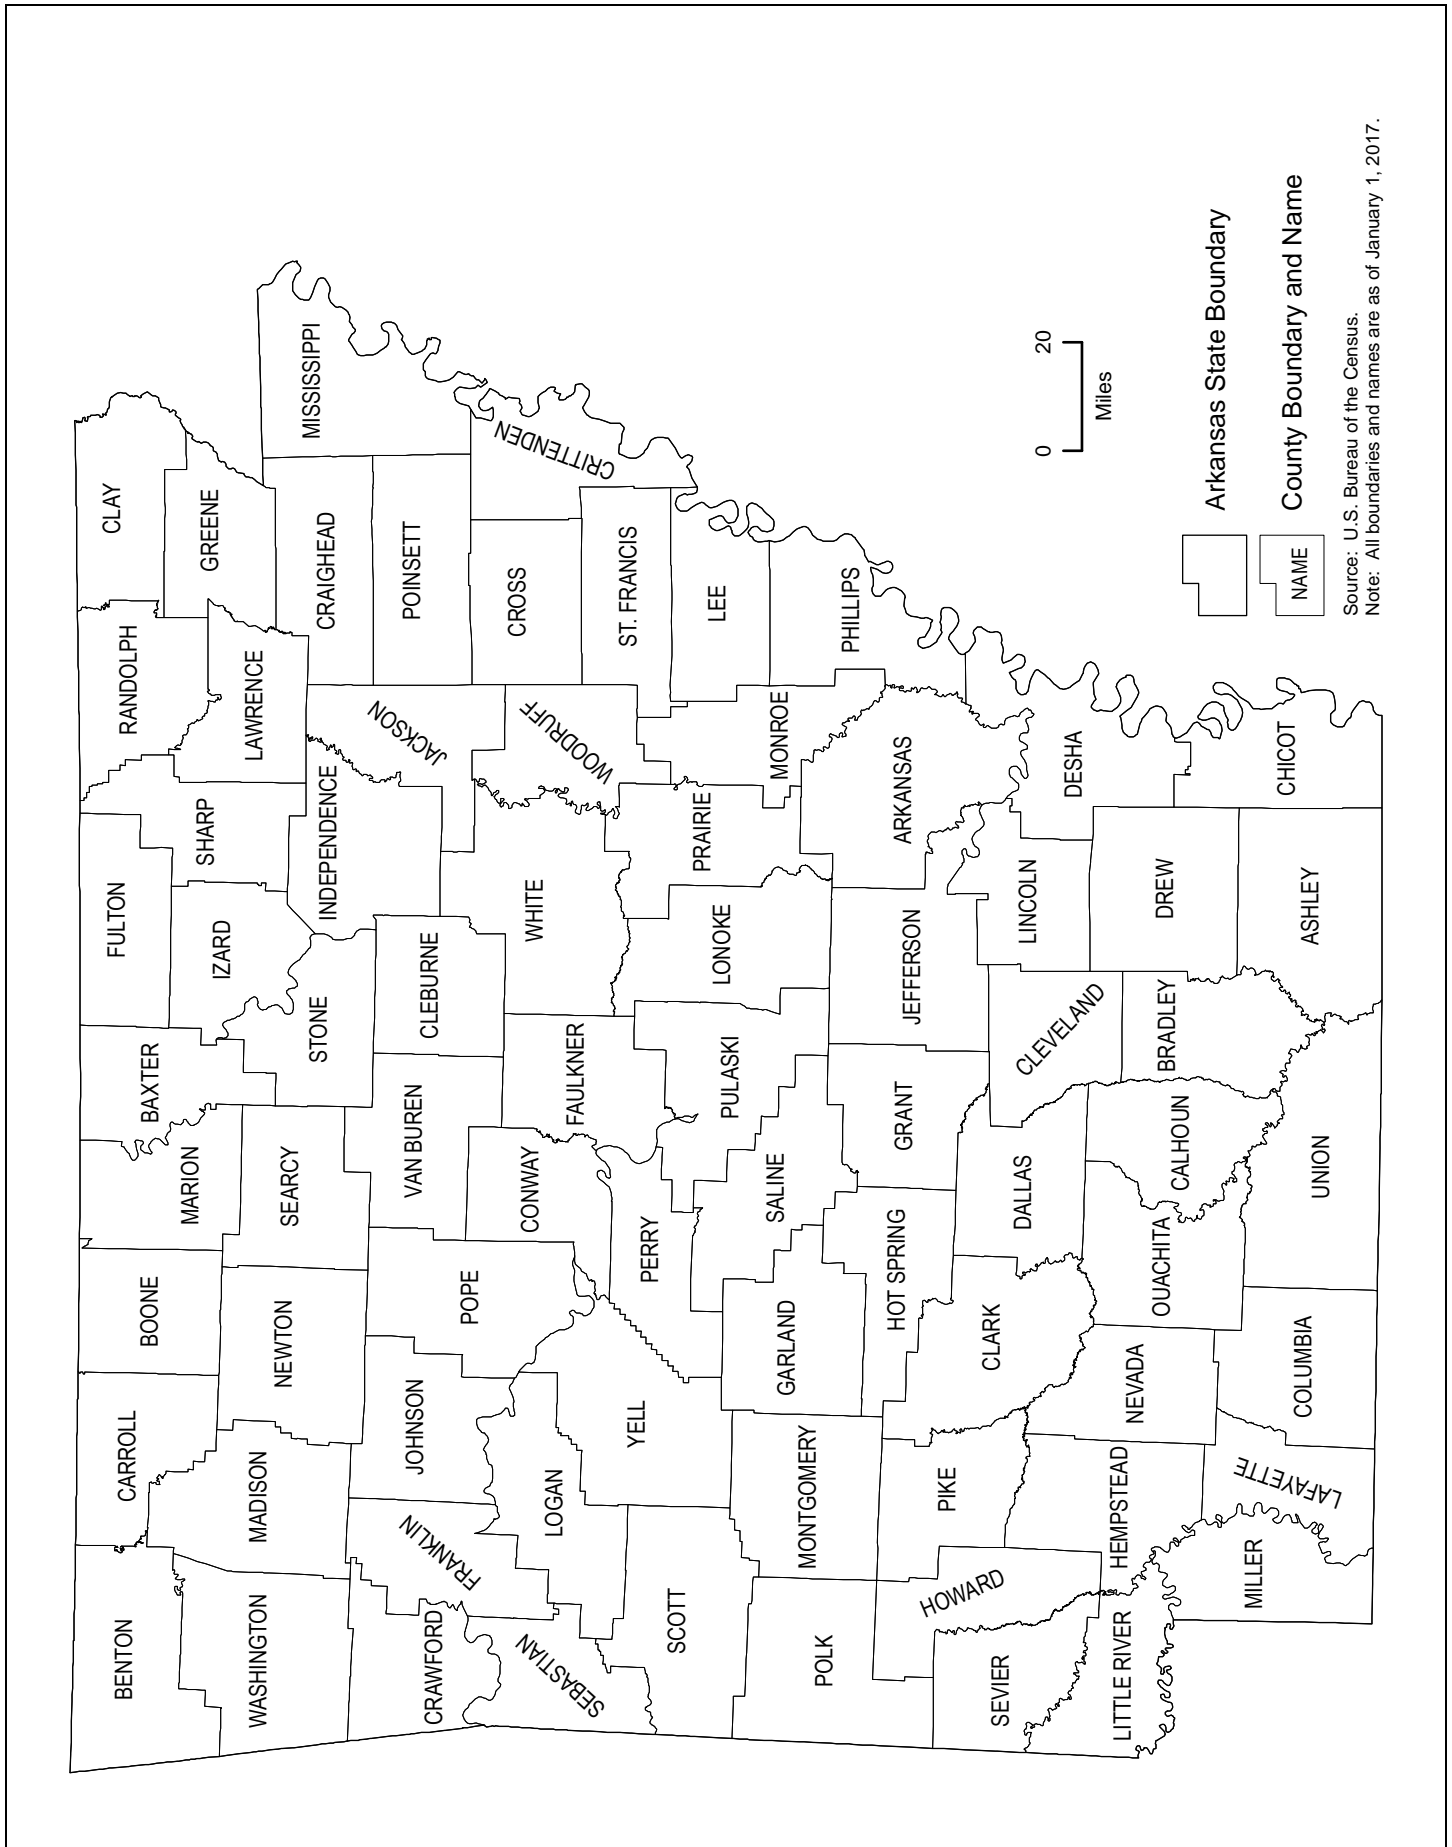 BENTON
CARROLL
BOONE
MARION
BAXTER
FULTON
SHARP
RANDOLPH
CLAY
WASHINGTON
MADISON
NEWTON
SEARCY
STONE
IZARD
INDEPENDENCE
LAWRENCE
GREENE
CRAWFORD
FRANKLIN
JOHNSON
POPE
VAN BUREN
CLEBURNE
JACKSON
CRAIGHEAD
MISSISSIPPI
POINSETT
SEBASTIAN
LOGAN
CONWAY
FAULKNER
WHITE
WOODRUFF
CROSS
CRITTENDEN
SCOTT
YELL
PERRY
PULASKI
LONOKE
PRAIRIE
MONROE
ST. FRANCIS
LEE
POLK
MONTGOMERY
GARLAND
SALINE
PHILLIPS
HOWARD
PIKE
CLARK
HOT SPRING
GRANT
JEFFERSON
ARKANSAS
SEVIER
HEMPSTEAD
NEVADA
DALLAS
CLEVELAND
LINCOLN
DESHA
LITTLE RIVER
OUACHITA
CALHOUN
BRADLEY
DREW
MILLER
LAFAYETTE
COLUMBIA
UNION
ASHLEY
CHICOT
0 20
Miles
Arkansas State Boundary
NAME
County Boundary and Name
Source: U.S. Bureau of the Census.
Note: All boundaries and names are as of January 1, 2017.